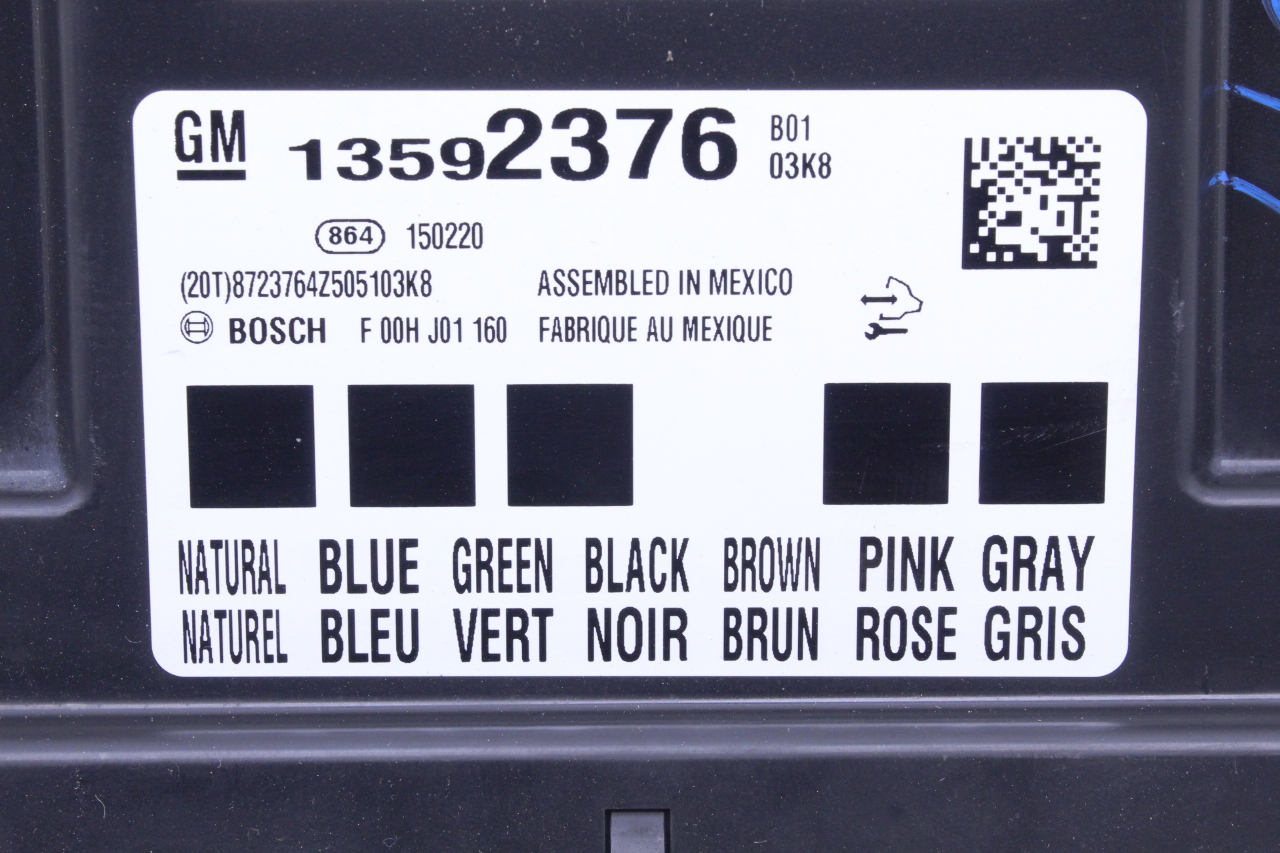 GM 13592376 B01
03K8
864 150220
(20T)8723764Z505103K8 ASSEMBLED IN MEXICO
BOSCH F 00H J01 160 FABRIQUE AU MEXIQUE
NATURAL BLUE GREEN BLACK BROWN PINK GRAY
NATUREL BLEU VERT NOIR BRUN ROSE GRIS